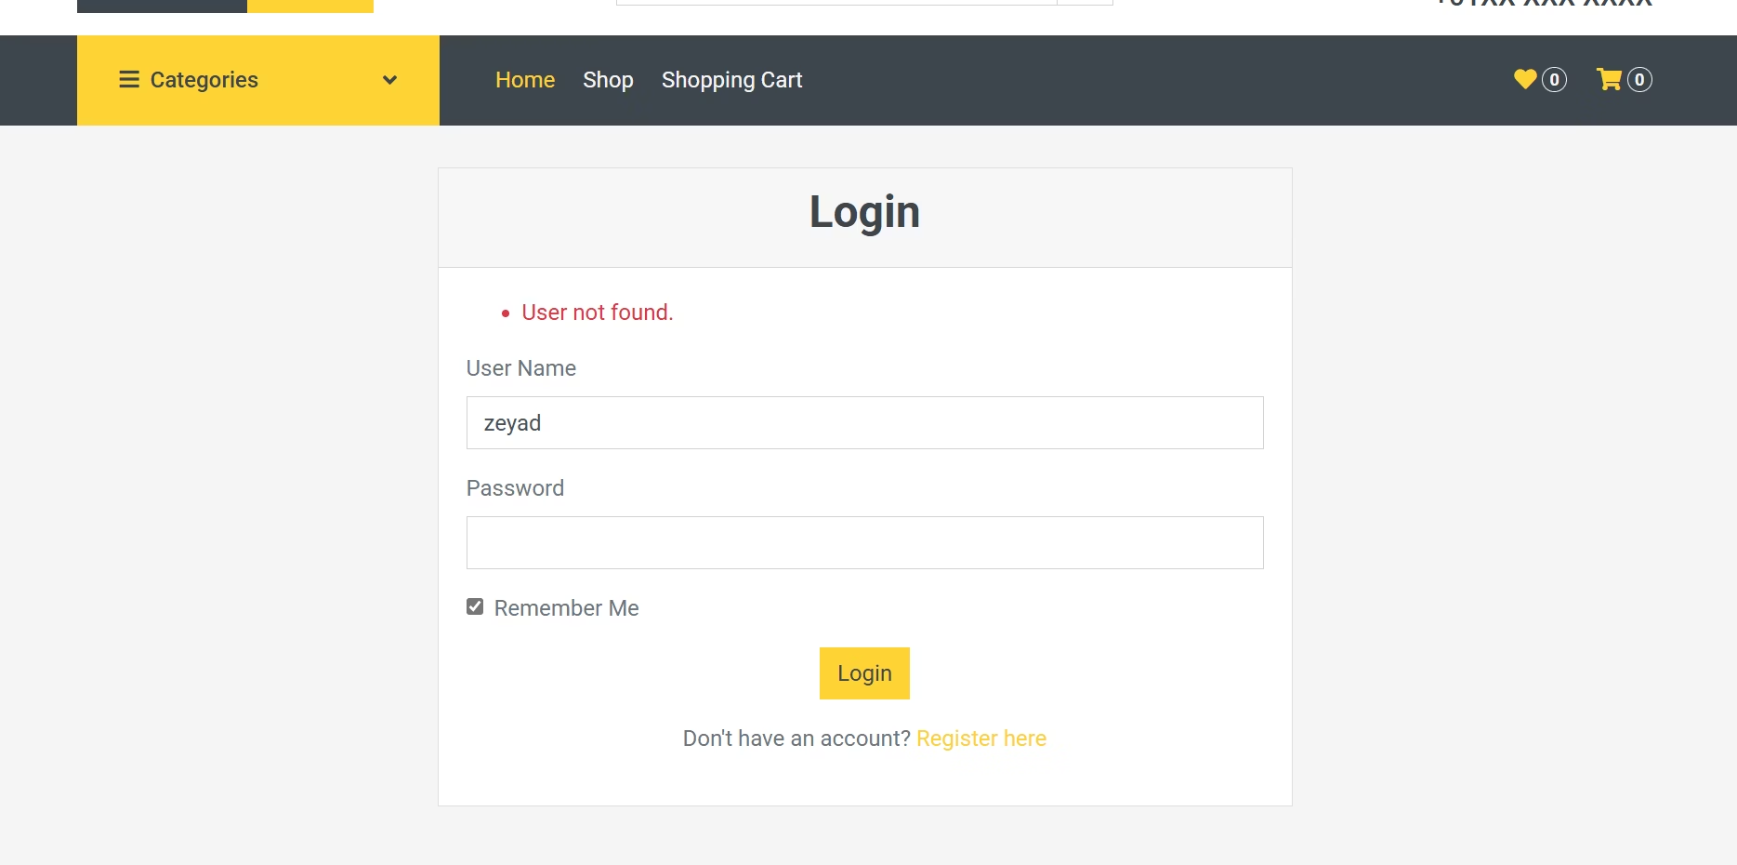 Categories
Home Shop Shopping Cart
0 0
Login
• User not found.
User Name
zeyad
Password
Remember Me
Login
Don't have an account? Register here